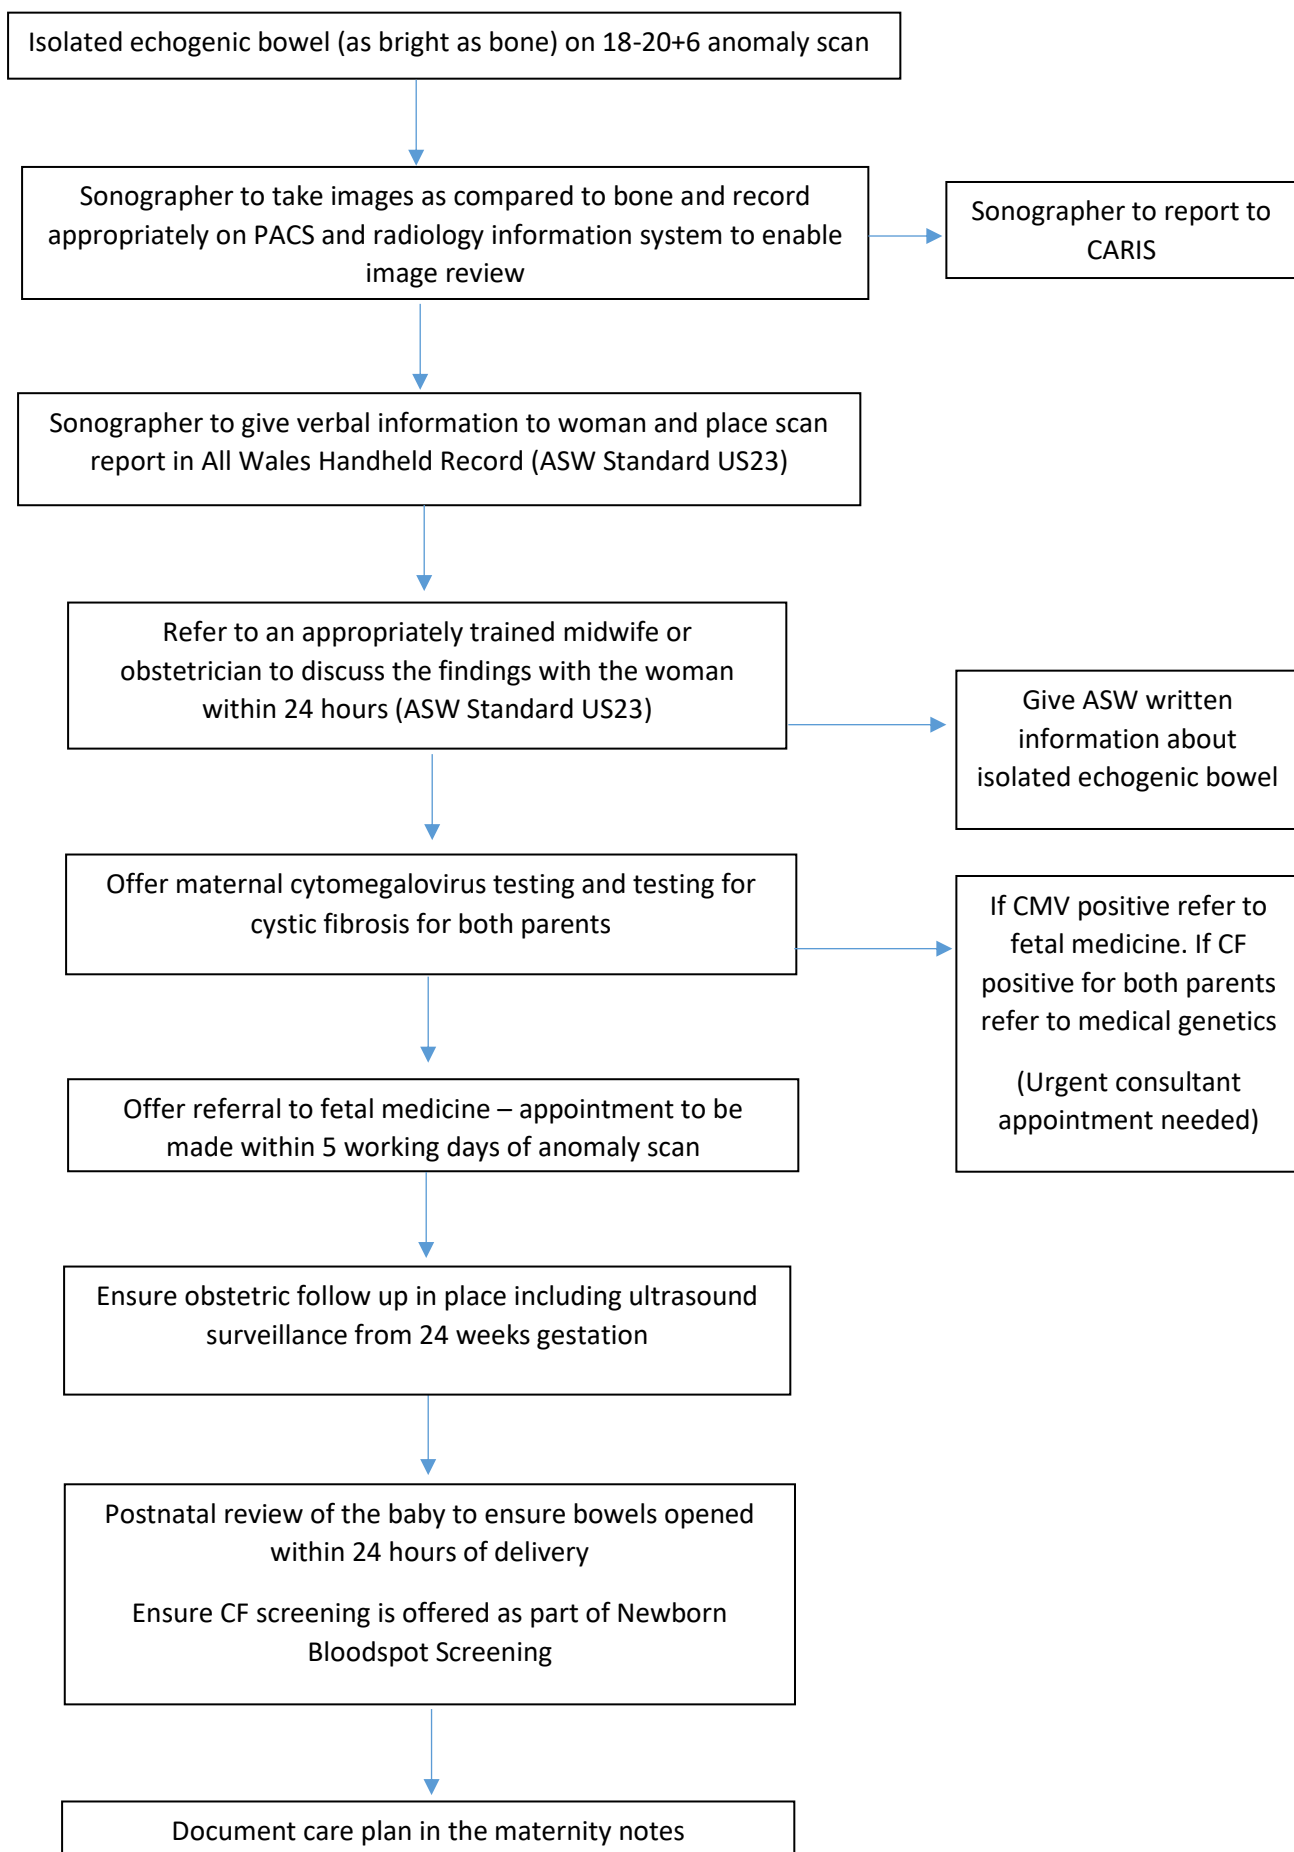 Isolated echogenic bowel (as bright as bone) on 18-20+6 anomaly scan
Sonographer to take images as compared to bone and record
appropriately on PACS and radiology information system to enable
image review
Sonographer to report to
CARIS
Sonographer to give verbal information to woman and place scan
report in All Wales Handheld Record (ASW Standard US23)
Refer to an appropriately trained midwife or
obstetrician to discuss the findings with the woman
within 24 hours (ASW Standard US23)
Give ASW written
information about
isolated echogenic bowel
Offer maternal cytomegalovirus testing and testing for
cystic fibrosis for both parents
If CMV positive refer to
fetal medicine. If CF
positive for both parents
refer to medical genetics
(Urgent consultant
appointment needed)
Offer referral to fetal medicine – appointment to be
made within 5 working days of anomaly scan
Ensure obstetric follow up in place including ultrasound
surveillance from 24 weeks gestation
Postnatal review of the baby to ensure bowels opened
within 24 hours of delivery
Ensure CF screening is offered as part of Newborn
Bloodspot Screening
Document care plan in the maternity notes